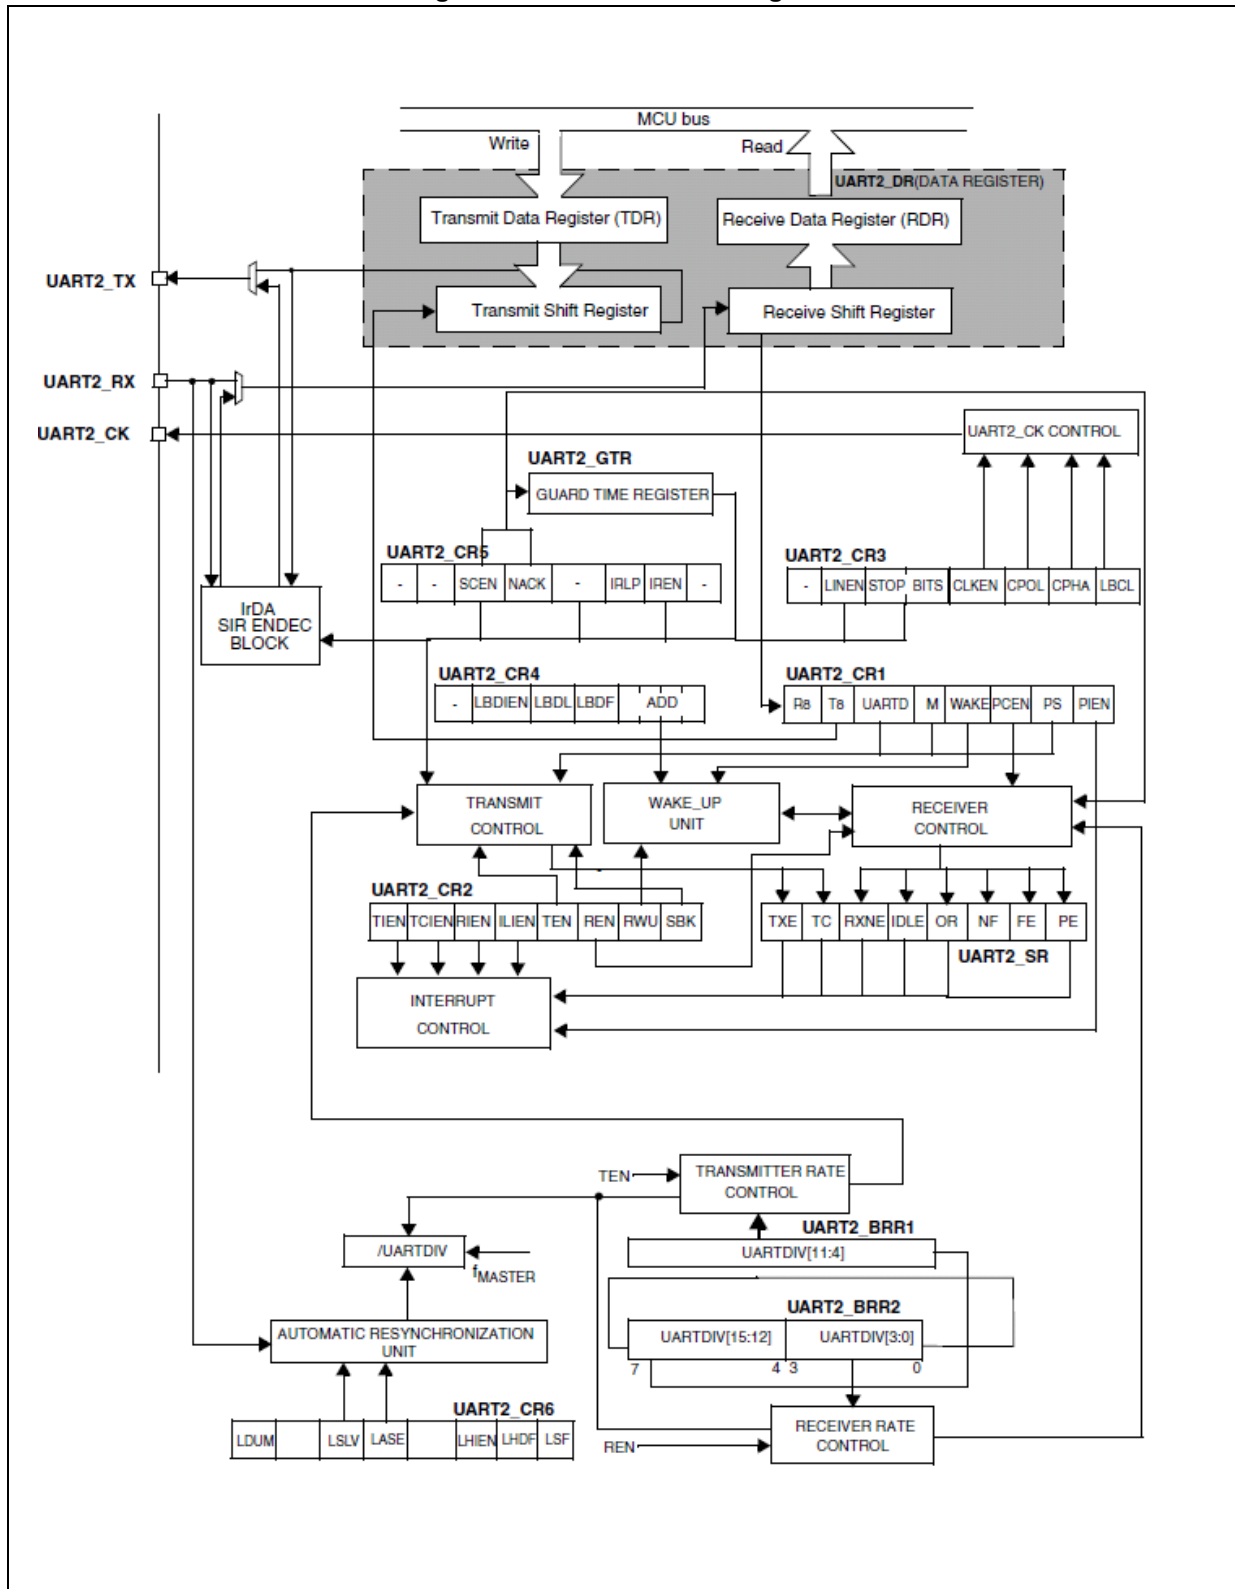 MCU bus
Write
Read
UART2_DR(DATA REGISTER)
Transmit Data Register (TDR)
Receive Data Register (RDR)
UART2_TX
Transmit Shift Register
Receive Shift Register
UART2_RX
UART2_CK
UART2_CK CONTROL
UART2_GTR
GUARD TIME REGISTER
UART2_CR5
- - SCEN NACK - IRLP IREN -
UART2_CR3
- LINEN STOP BITS CLKEN CPOL CPHA LBCL
IrDA
SIR ENDEC
BLOCK
UART2_CR4
- LBDIEN LBDL LBDF ADD
UART2_CR1
R8 T8 UARTD M WAKE PCEN PS PIEN
TRANSMIT
CONTROL
WAKE_UP
UNIT
RECEIVER
CONTROL
UART2_CR2
TIEN TCIEN RIEN ILIEN TEN REN RWU SBK
TXE TC RXNE IDLE OR NF FE PE
UART2_SR
INTERRUPT
CONTROL
TEN
TRANSMITTER RATE
CONTROL
UART2_BRR1
UARTDIV[11:4]
/UARTDIV
fMASTER
UART2_BRR2
UARTDIV[15:12] UARTDIV[3:0]
7 4 3 0
AUTOMATIC RESYNCHRONIZATION
UNIT
UART2_CR6
LDUM LSLV LASE LHIEN LHDF LSF
REN
RECEIVER RATE
CONTROL